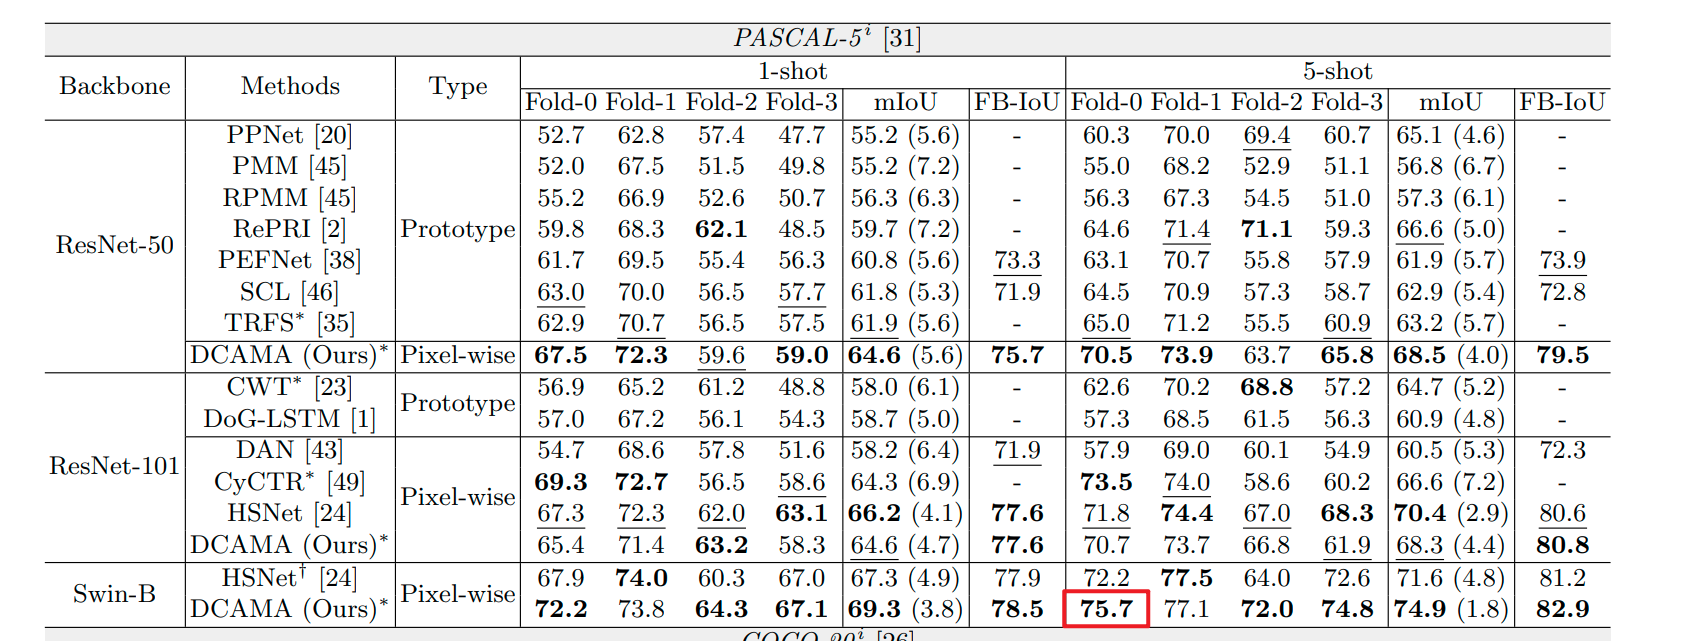 PASCAL-5^i [31]
Backbone Methods Type 1-shot 5-shot
Fold-0 Fold-1 Fold-2 Fold-3 mIoU FB-IoU Fold-0 Fold-1 Fold-2 Fold-3 mIoU FB-IoU
PPNet [20] 52.7 62.8 57.4 47.7 55.2 (5.6) - 60.3 70.0 69.4 60.7 65.1 (4.6) -
PMM [45] 52.0 67.5 51.5 49.8 55.2 (7.2) - 55.0 68.2 52.9 51.1 56.8 (6.7) -
RPMM [45] 55.2 66.9 52.6 50.7 56.3 (6.3) - 56.3 67.3 54.5 51.0 57.3 (6.1) -
ResNet-50 RePRI [2] Prototype 59.8 68.3 62.1 48.5 59.7 (7.2) - 64.6 71.4 71.1 59.3 66.6 (5.0) -
PEFNet [38] 61.7 69.5 55.4 56.3 60.8 (5.6) 73.3 63.1 70.7 55.8 57.9 61.9 (5.7) 73.9
SCL [46] 63.0 70.0 56.5 57.7 61.8 (5.3) 71.9 64.5 70.9 57.3 58.7 62.9 (5.4) 72.8
TRFS* [35] 62.9 70.7 56.5 57.5 61.9 (5.6) - 65.0 71.2 55.5 60.9 63.2 (5.7) -
DCAMA (Ours)* Pixel-wise 67.5 72.3 59.6 59.0 64.6 (5.6) 75.7 70.5 73.9 63.7 65.8 68.5 (4.0) 79.5
CWT* [23] Prototype 56.9 65.2 61.2 48.8 58.0 (6.1) - 62.6 70.2 68.8 57.2 64.7 (5.2) -
DoG-LSTM [1] 57.0 67.2 56.1 54.3 58.7 (5.0) - 57.3 68.5 61.5 56.3 60.9 (4.8) -
ResNet-101 DAN [43] 54.7 68.6 57.8 51.6 58.2 (6.4) 71.9 57.9 69.0 60.1 54.9 60.5 (5.3) 72.3
CyCTR* [49] Pixel-wise 69.3 72.7 56.5 58.6 64.3 (6.9) - 73.5 74.0 58.6 60.2 66.6 (7.2) -
HSNet [24] 67.3 72.3 62.0 63.1 66.2 (4.1) 77.6 71.8 74.4 67.0 68.3 70.4 (2.9) 80.6
DCAMA (Ours)* 65.4 71.4 63.2 58.3 64.6 (4.7) 77.6 70.7 73.7 66.8 61.9 68.3 (4.4) 80.8
Swin-B HSNet† [24] Pixel-wise 67.9 74.0 60.3 67.0 67.3 (4.9) 77.9 72.2 77.5 64.0 72.6 71.6 (4.8) 81.2
DCAMA (Ours)* 72.2 73.8 64.3 67.1 69.3 (3.8) 78.5 75.7 77.1 72.0 74.8 74.9 (1.8) 82.9